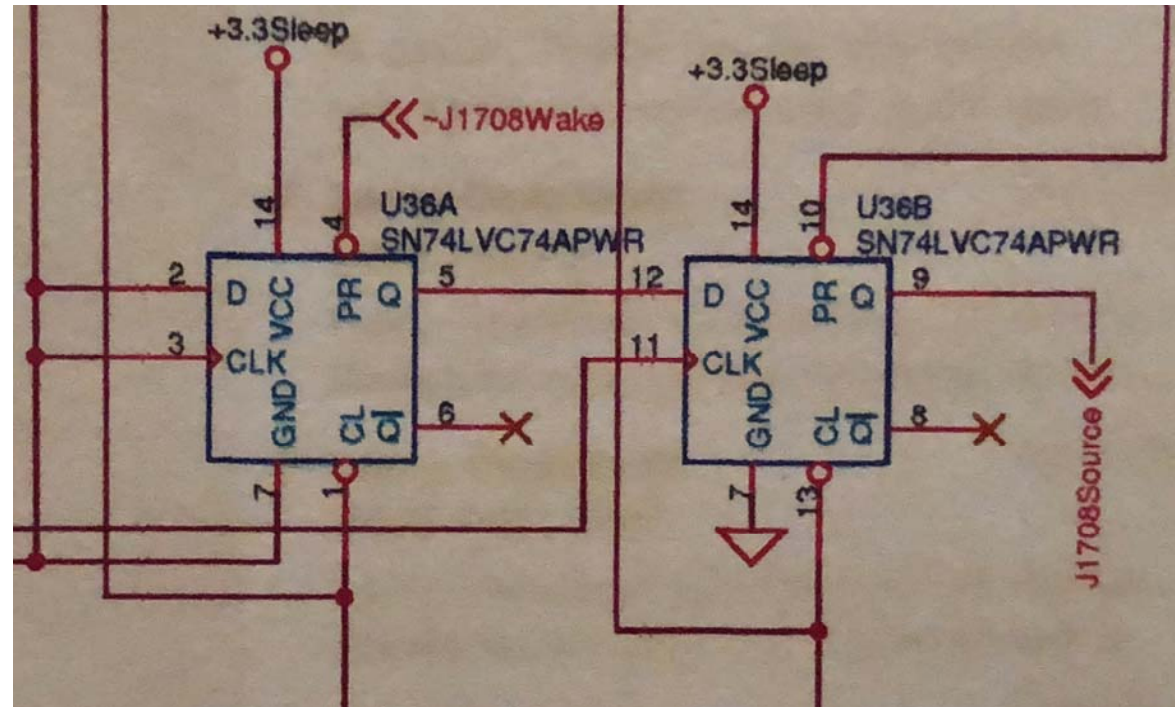 +3.3Sleep
+3.3Sleep
~J1708Wake
14
4
U36A
SN74LVC74APWR
14
10
U36B
SN74LVC74APWR
2
D
VCC
PR
Q
5
12
D
VCC
PR
Q
9
3
CLK
11
CLK
GND
CL
Q
6
GND
CL
Q
8
7
1
7
13
J1708Source